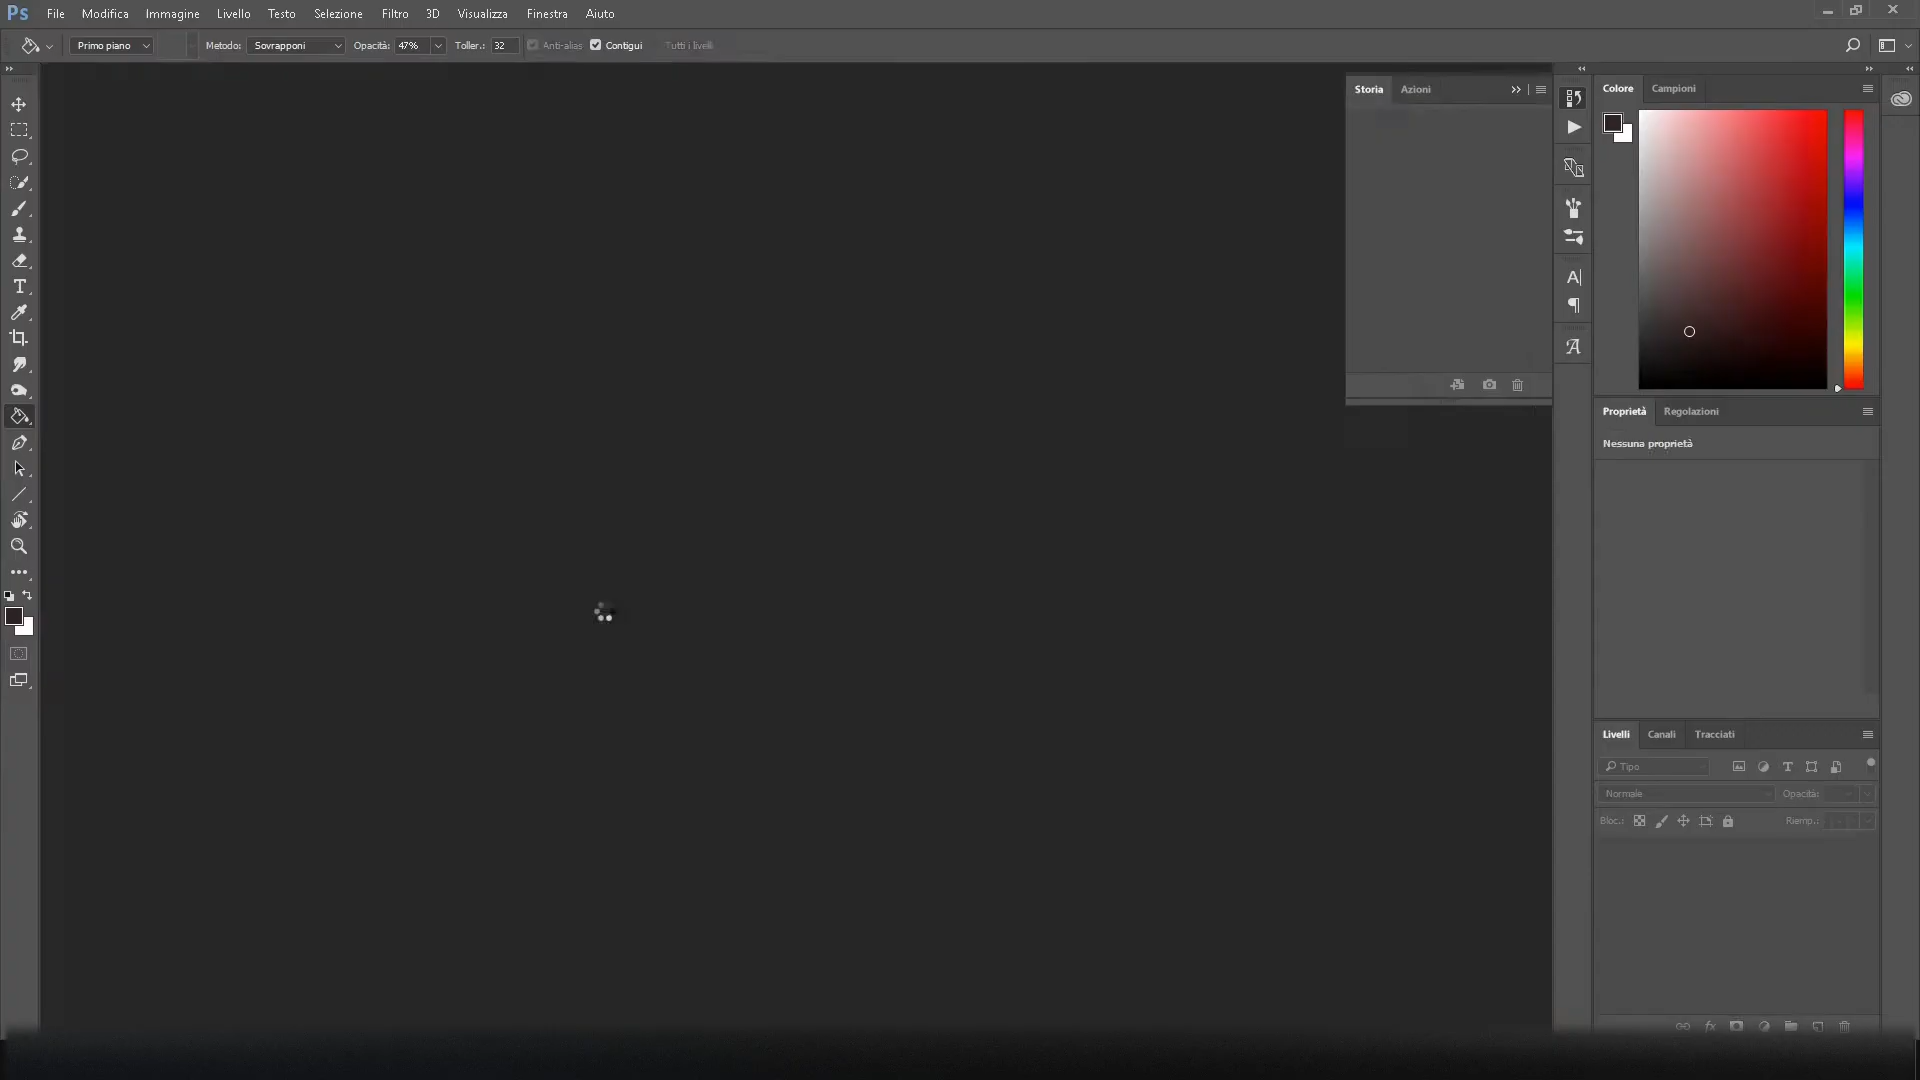 Ps File Modifica Immagine Livello Testo Selezione Filtro 3D Visualizza Finestra Aiuto
Primo piano Metodo: Sovrapponi Opacità: 47% Toller.: 32 Anti-alias Contigui Tutti i livelli
Storia Azioni
Colore Campioni
Proprietà Regolazioni
Nessuna proprietà
Livelli Canali Tracciati
Tipo
Normale Opacità:
Bloc.: Riemp.: